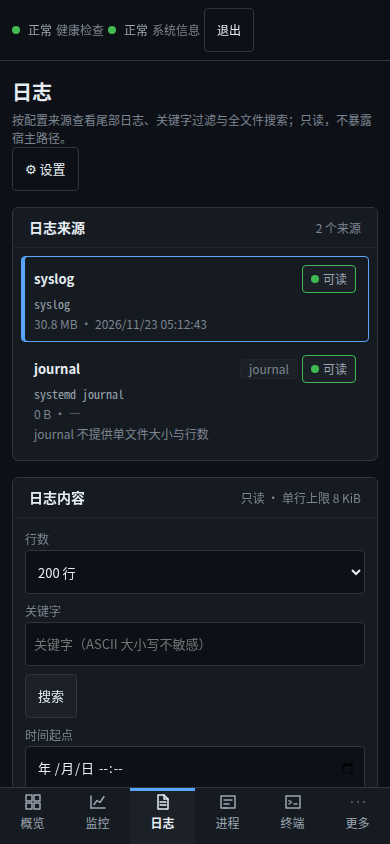 正常 健康检查 正常 系统信息 退出
日志
按配置来源查看尾部日志、关键字过滤与全文件搜索；只读，不暴露
宿主路径。
⚙ 设置
日志来源 2 个来源
syslog 可读
syslog
30.8 MB · 2026/11/23 05:12:43
journal journal 可读
systemd journal
0 B · —
journal 不提供单文件大小与行数
日志内容 只读 · 单行上限 8 KiB
行数
200 行
关键字
关键字（ASCII 大小写不敏感）
搜索
时间起点
年 /月/日 --:--
概览 监控 日志 进程 终端 更多